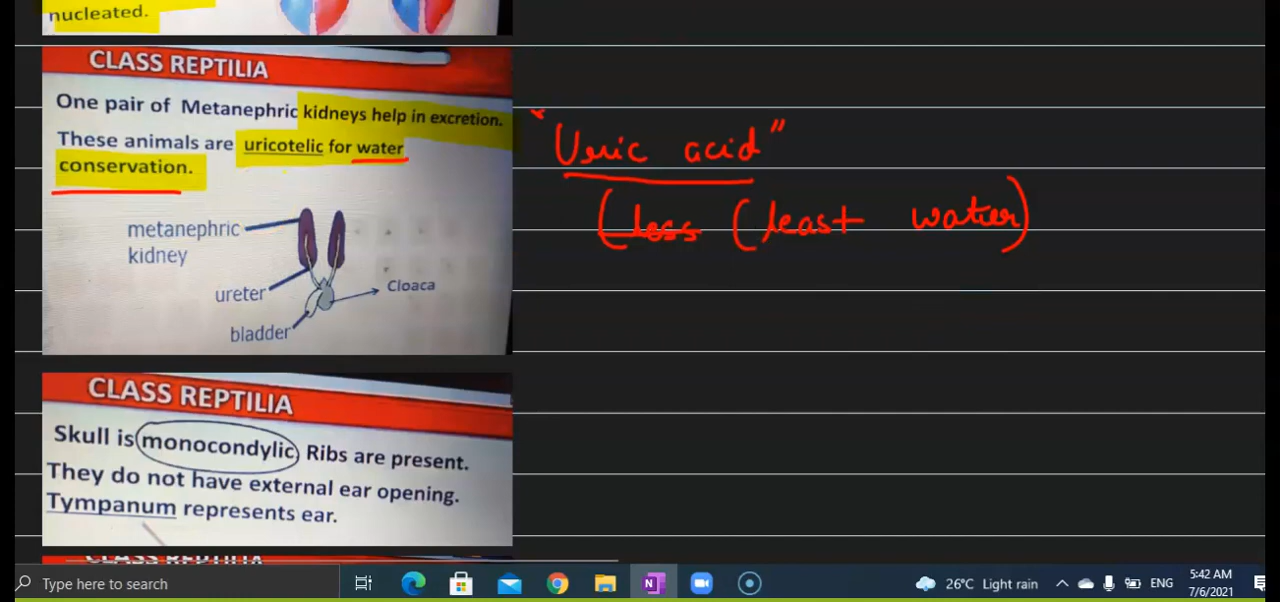 nucleated.
CLASS REPTILIA
One pair of Metanephric kidneys help in excretion.
These animals are uricotelic for water
conservation.
metanephric
kidney
ureter
Cloaca
bladder
"Uric acid"
(less (least water)
CLASS REPTILIA
Skull is monocondylic. Ribs are present.
They do not have external ear opening.
Tympanum represents ear.
CLASS REPTILIA
Type here to search
26°C Light rain
ENG
5:42 AM
7/6/2021